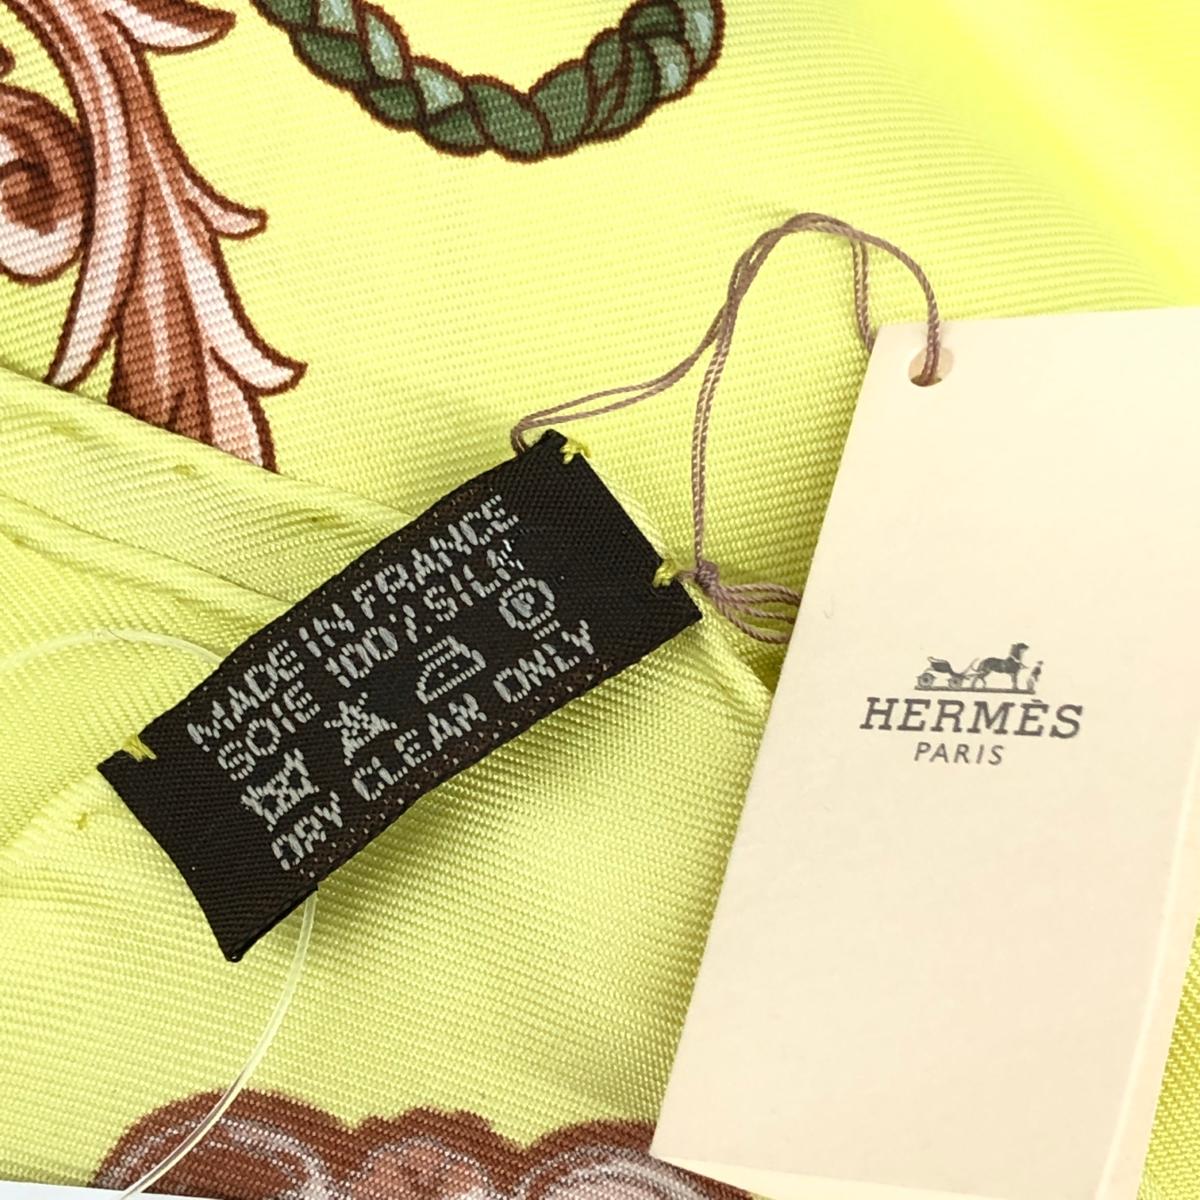 MADE IN FRANCE
SOIE 100% SILK
P
DRY CLEAN ONLY
HERMÈS
PARIS